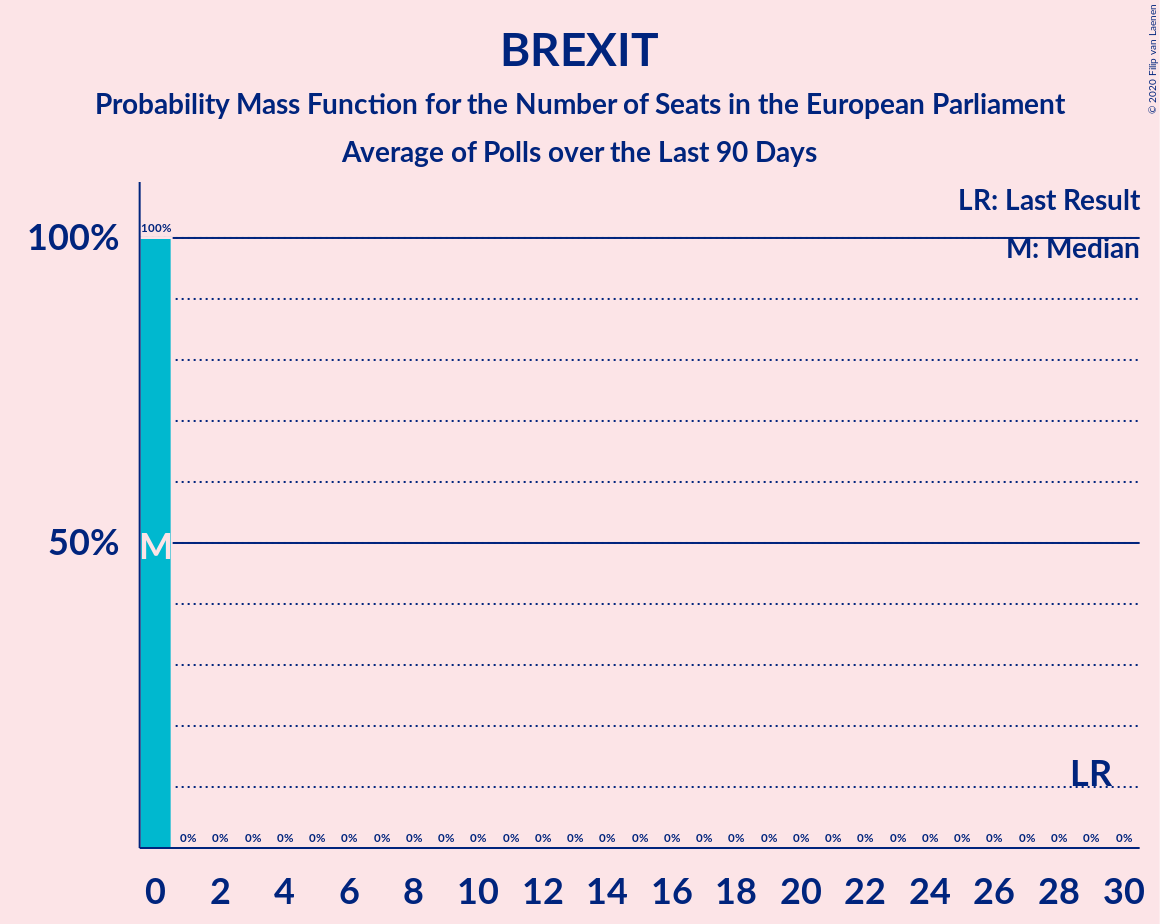 BREXIT
Probability Mass Function for the Number of Seats in the European Parliament
Average of Polls over the Last 90 Days
© 2020 Filip van Laenen
LR: Last Result
M: Median
100%
100%
50%
M
LR
0% 0% 0% 0% 0% 0% 0% 0% 0% 0% 0% 0% 0% 0% 0% 0% 0% 0% 0% 0% 0% 0% 0% 0% 0% 0% 0% 0% 0% 0%
0 2 4 6 8 10 12 14 16 18 20 22 24 26 28 30